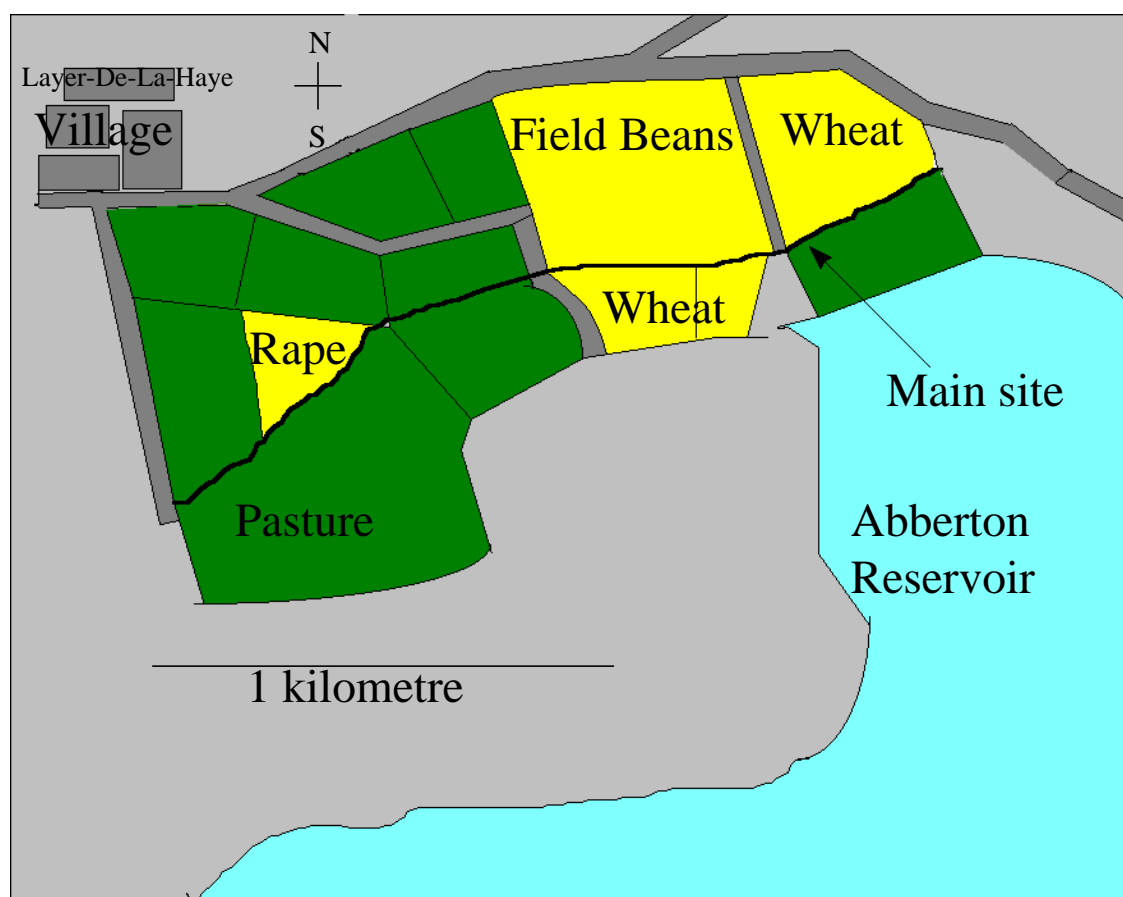 N
Layer-De-La-Haye
Village
S
Field Beans
Wheat
Wheat
Rape
Main site
Pasture
Abberton
Reservoir
1 kilometre